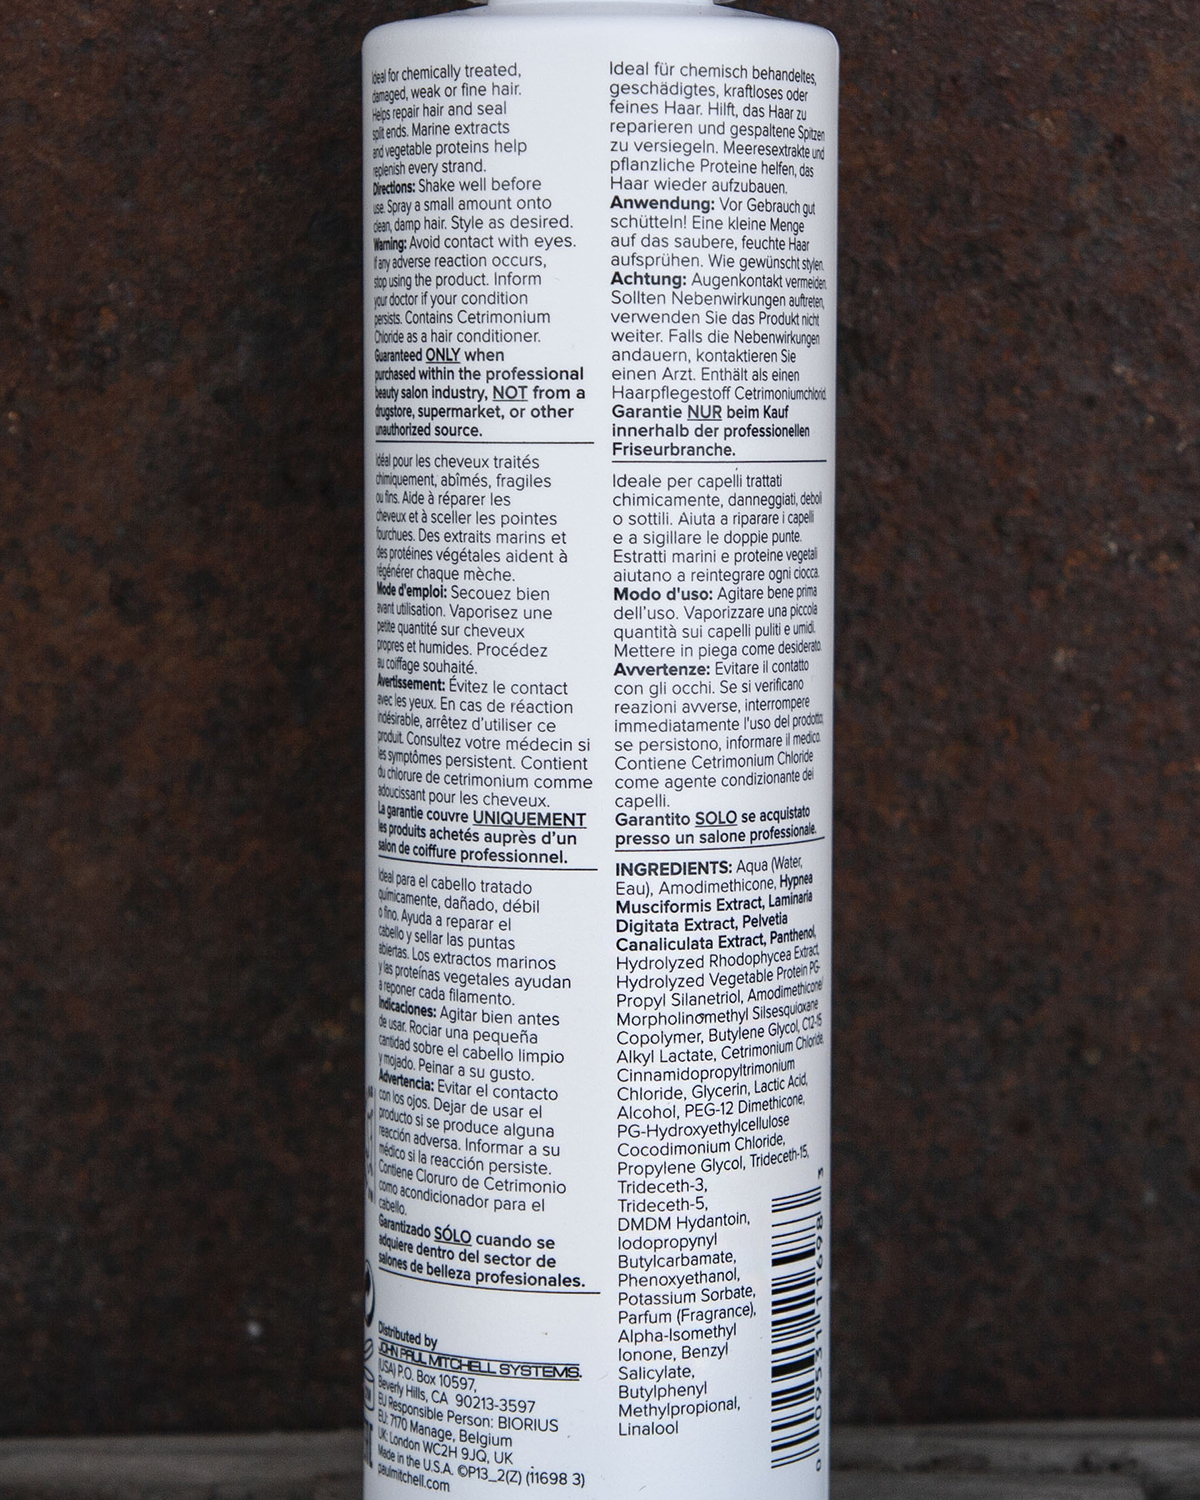 Ideal for chemically treated,
damaged, weak or fine hair.
Helps repair hair and seal
split ends. Marine extracts
and vegetable proteins help
replenish every strand.
Directions: Shake well before
use. Spray a small amount onto
clean, damp hair. Style as desired.
Warning: Avoid contact with eyes.
If any adverse reaction occurs,
stop using the product. Inform
your doctor if your condition
persists. Contains Cetrimonium
Chloride as a hair conditioner.
Guaranteed ONLY when
purchased within the professional
beauty salon industry, NOT from a
drugstore, supermarket, or other
unauthorized source.
Idéal pour les cheveux traités
chimiquement, abîmés, fragiles
ou fins. Aide à réparer les
cheveux et à sceller les pointes
fourchues. Des extraits marins et
des protéines végétales aident à
régénérer chaque mèche.
Mode d'emploi: Secouez bien
avant utilisation. Vaporisez une
petite quantité sur cheveux
propres et humides. Procédez
au coiffage souhaité.
Avertissement: Évitez le contact
avec les yeux. En cas de réaction
indésirable, arrêtez d'utiliser ce
produit. Consultez votre médecin si
les symptômes persistent. Contient
du chlorure de cetrimonium comme
adoucissant pour les cheveux.
La garantie couvre UNIQUEMENT
les produits achetés auprès d'un
salon de coiffure professionnel.
Ideal para el cabello tratado
químicamente, dañado, débil
o fino. Ayuda a reparar el
cabello y sellar las puntas
abiertas. Los extractos marinos
y las proteínas vegetales ayudan
a reponer cada filamento.
Indicaciones: Agitar bien antes
de usar. Rociar una pequeña
cantidad sobre el cabello limpio
y mojado. Peinar a su gusto.
Advertencia: Evitar el contacto
con los ojos. Dejar de usar el
producto si se produce alguna
reacción adversa. Informar a su
médico si la reacción persiste.
Contiene Cloruro de Cetrimonio
como acondicionador para el
cabello.
Garantizado SÓLO cuando se
adquiere dentro del sector de
salones de belleza profesionales.
Distributed by
JOHN PAUL MITCHELL SYSTEMS.
(USA) P.O. Box 10597,
Beverly Hills, CA 90213-3597
EU Responsible Person: BIORIUS
EU: 7170 Manage, Belgium
UK: London WC2H 9JQ, UK
Made in the U.S.A. ©P13_2(Z) (11698 3)
paulmitchell.com
Ideal für chemisch behandeltes,
geschädigtes, kraftloses oder
feines Haar. Hilft, das Haar zu
reparieren und gespaltene Spitzen
zu versiegeln. Meeresextrakte und
pflanzliche Proteine helfen, das
Haar wieder aufzubauen.
Anwendung: Vor Gebrauch gut
schütteln! Eine kleine Menge
auf das saubere, feuchte Haar
aufsprühen. Wie gewünscht stylen.
Achtung: Augenkontakt vermeiden.
Sollten Nebenwirkungen auftreten,
verwenden Sie das Produkt nicht
weiter. Falls die Nebenwirkungen
andauern, kontaktieren Sie
einen Arzt. Enthält als einen
Haarpflegestoff Cetrimoniumchlorid.
Garantie NUR beim Kauf
innerhalb der professionellen
Friseurbranche.
Ideale per capelli trattati
chimicamente, danneggiati, deboli
o sottili. Aiuta a riparare i capelli
e a sigillare le doppie punte.
Estratti marini e proteine vegetali
aiutano a reintegrare ogni ciocca.
Modo d'uso: Agitare bene prima
dell'uso. Vaporizzare una piccola
quantità sui capelli puliti e umidi.
Mettere in piega come desiderato.
Avvertenze: Evitare il contatto
con gli occhi. Se si verificano
reazioni avverse, interrompere
immediatamente l'uso del prodotto;
se persistono, informare il medico.
Contiene Cetrimonium Chloride
come agente condizionante dei
capelli.
Garantito SOLO se acquistato
presso un salone professionale.
INGREDIENTS: Aqua (Water,
Eau), Amodimethicone, Hypnea
Musciformis Extract, Laminaria
Digitata Extract, Pelvetia
Canaliculata Extract, Panthenol,
Hydrolyzed Rhodophycea Extract,
Hydrolyzed Vegetable Protein PG-
Propyl Silanetriol, Amodimethicone/
Morpholinomethyl Silsesquioxane
Copolymer, Butylene Glycol, C12-15
Alkyl Lactate, Cetrimonium Chloride,
Cinnamidopropyltrimonium
Chloride, Glycerin, Lactic Acid,
Alcohol, PEG-12 Dimethicone,
PG-Hydroxyethylcellulose
Cocodimonium Chloride,
Propylene Glycol, Trideceth-15,
Trideceth-3,
Trideceth-5,
DMDM Hydantoin,
Iodopropynyl
Butylcarbamate,
Phenoxyethanol,
Potassium Sorbate,
Parfum (Fragrance),
Alpha-Isomethyl
Ionone, Benzyl
Salicylate,
Butylphenyl
Methylpropional,
Linalool
0 09531 11698 3